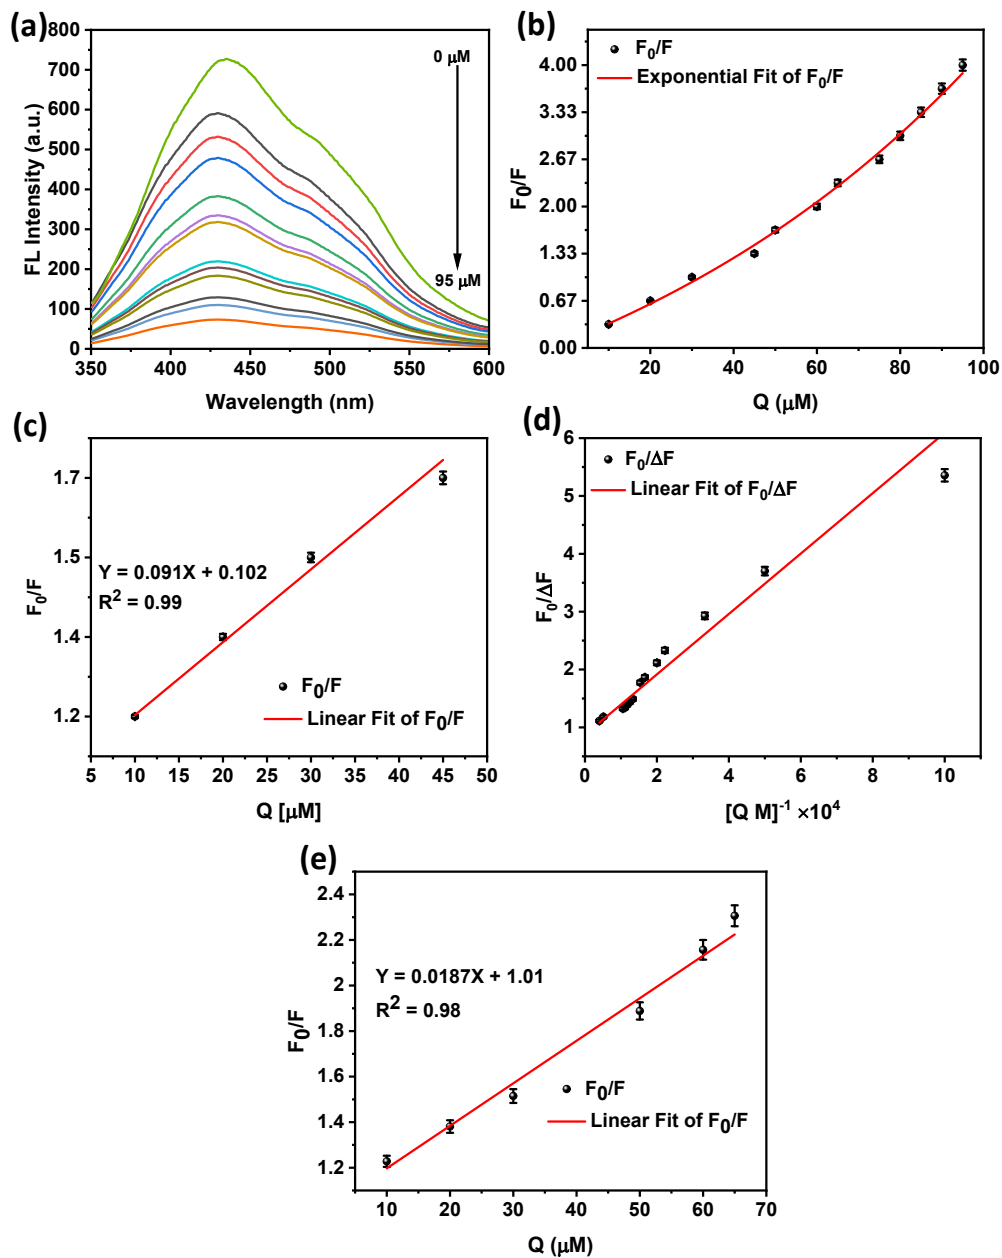 (a)
800
700
600
500
400
300
200
100
0
FL Intensity (a.u.)
0 μM
95 μM
350 400 450 500 550 600
Wavelength (nm)
(b)
F0/F
Exponential Fit of F0/F
4.00
3.33
2.67
2.00
1.33
0.67
0.00
F0/F
20 40 60 80 100
Q (μM)
(c)
1.7
1.5
1.4
1.2
F0/F
Y = 0.091X + 0.102
R2 = 0.99
F0/F
Linear Fit of F0/F
5 10 15 20 25 30 35 40 45 50
Q [μM]
(d)
F0/ΔF
Linear Fit of F0/ΔF
6
5
4
3
2
1
F0/ΔF
0 2 4 6 8 10
[Q M]-1 ×104
(e)
2.4
2.2
2
1.8
1.6
1.4
1.2
F0/F
Y = 0.0187X + 1.01
R2 = 0.98
F0/F
Linear Fit of F0/F
10 20 30 40 50 60 70
Q (μM)